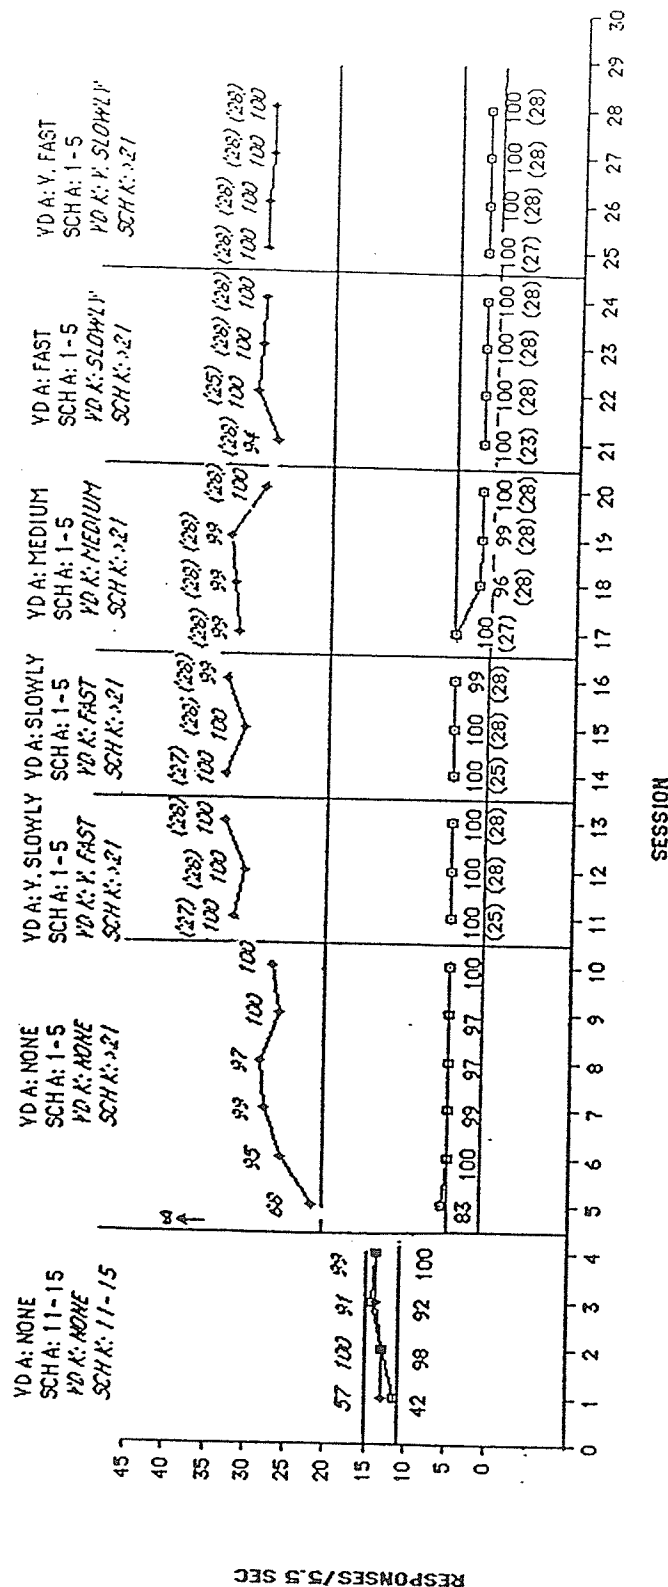 YD A: NONE
SCH A: 11-15
YD K: NONE
SCH K: 11-15
YD A: NONE
SCH A: 1-5
YD K: NONE
SCH K: >21
YD A: V. SLOWLY
SCH A: 1-5
YD K: V. FAST
SCH K: >21
YD A: SLOWLY
SCH A: 1-5
YD K: FAST
SCH K: >21
YD A: MEDIUM
SCH A: 1-5
YD K: MEDIUM
SCH K: >21
YD A: FAST
SCH A: 1-5
YD K: SLOWLY
SCH K: >21
YD A: V. FAST
SCH A: 1-5
YD K: V. SLOWLY
SCH K: >21
RESPONSES/5.5 SEC
45
40
35
30
25
20
15
10
5
0
57 100 91 99
42 98 92 100
68 95 99 97 100 100
83 100 99 97 97 100
(27) (28) (28)
100 100 100
100 100 100
(25) (28) (28)
(27) (28) (28)
100 100 99
100 100 99
(25) (28) (28)
(28) (28) (28) (28)
99 99 99 100
100 96 99 100
(27) (28) (28) (28)
(28) (25) (28) (28)
94 100 100 100
100 100 100 100
(23) (28) (28) (28)
(28) (28) (28) (28)
100 100 100 100
100 100 100 100
(27) (28) (28) (28)
0 1 2 3 4 5 6 7 8 9 10 11 12 13 14 15 16 17 18 19 20 21 22 23 24 25 26 27 28 29 30
SESSION